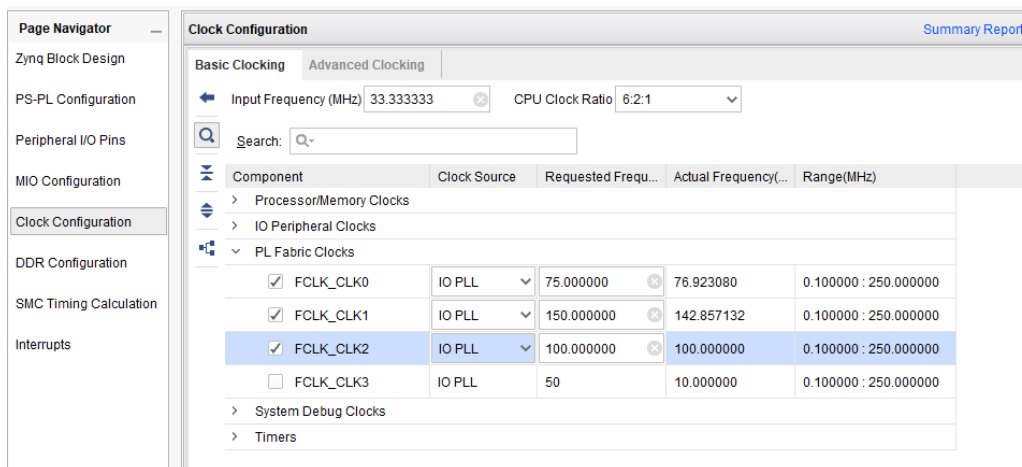 Page Navigator
Zynq Block Design
PS-PL Configuration
Peripheral I/O Pins
MIO Configuration
Clock Configuration
DDR Configuration
SMC Timing Calculation
Interrupts
Clock Configuration Summary Report
Basic Clocking Advanced Clocking
Input Frequency (MHz) 33.333333 CPU Clock Ratio 6:2:1
Search:
Component Clock Source Requested Frequ... Actual Frequency(... Range(MHz)
Processor/Memory Clocks
IO Peripheral Clocks
PL Fabric Clocks
FCLK_CLK0 IO PLL 75.000000 76.923080 0.100000 : 250.000000
FCLK_CLK1 IO PLL 150.000000 142.857132 0.100000 : 250.000000
FCLK_CLK2 IO PLL 100.000000 100.000000 0.100000 : 250.000000
FCLK_CLK3 IO PLL 50 10.000000 0.100000 : 250.000000
System Debug Clocks
Timers